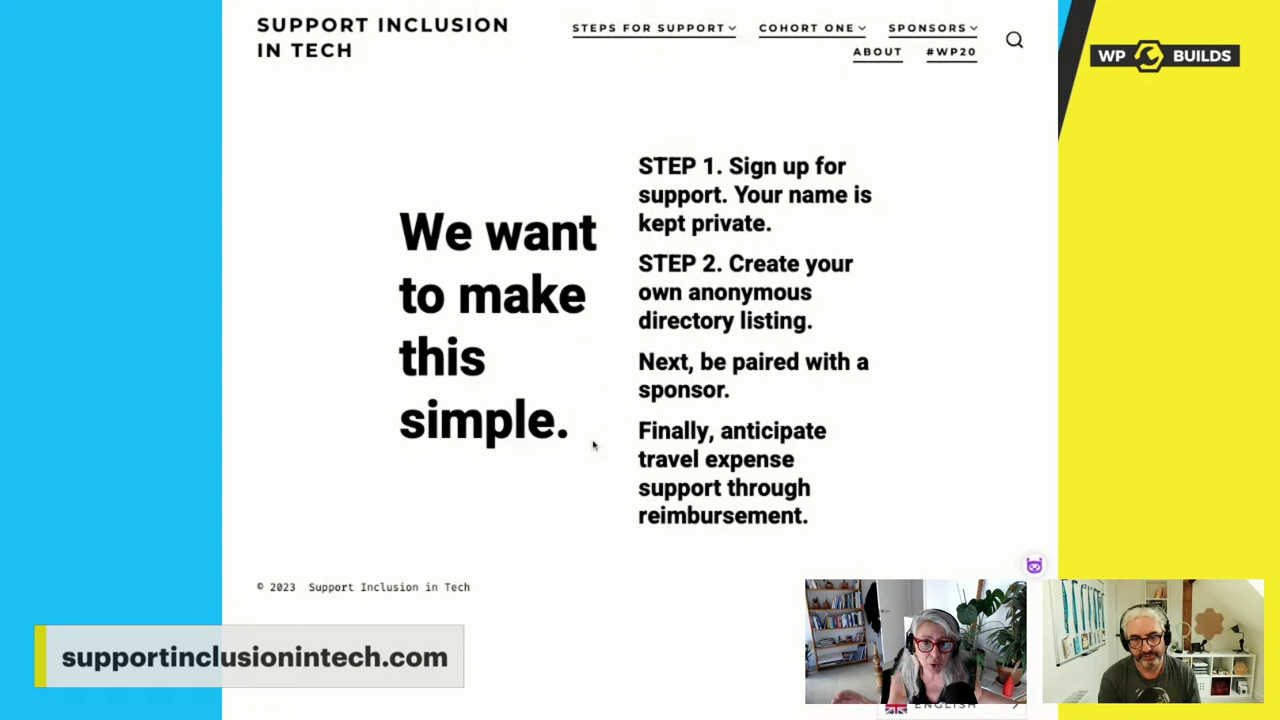 SUPPORT INCLUSION
IN TECH
STEPS FOR SUPPORT
COHORT ONE
SPONSORS
ABOUT
#WP20
WP BUILDS
We want
to make
this
simple.
STEP 1. Sign up for
support. Your name is
kept private.
STEP 2. Create your
own anonymous
directory listing.
Next, be paired with a
sponsor.
Finally, anticipate
travel expense
support through
reimbursement.
© 2023 Support Inclusion in Tech
supportinclusionintech.com
ENGLISH